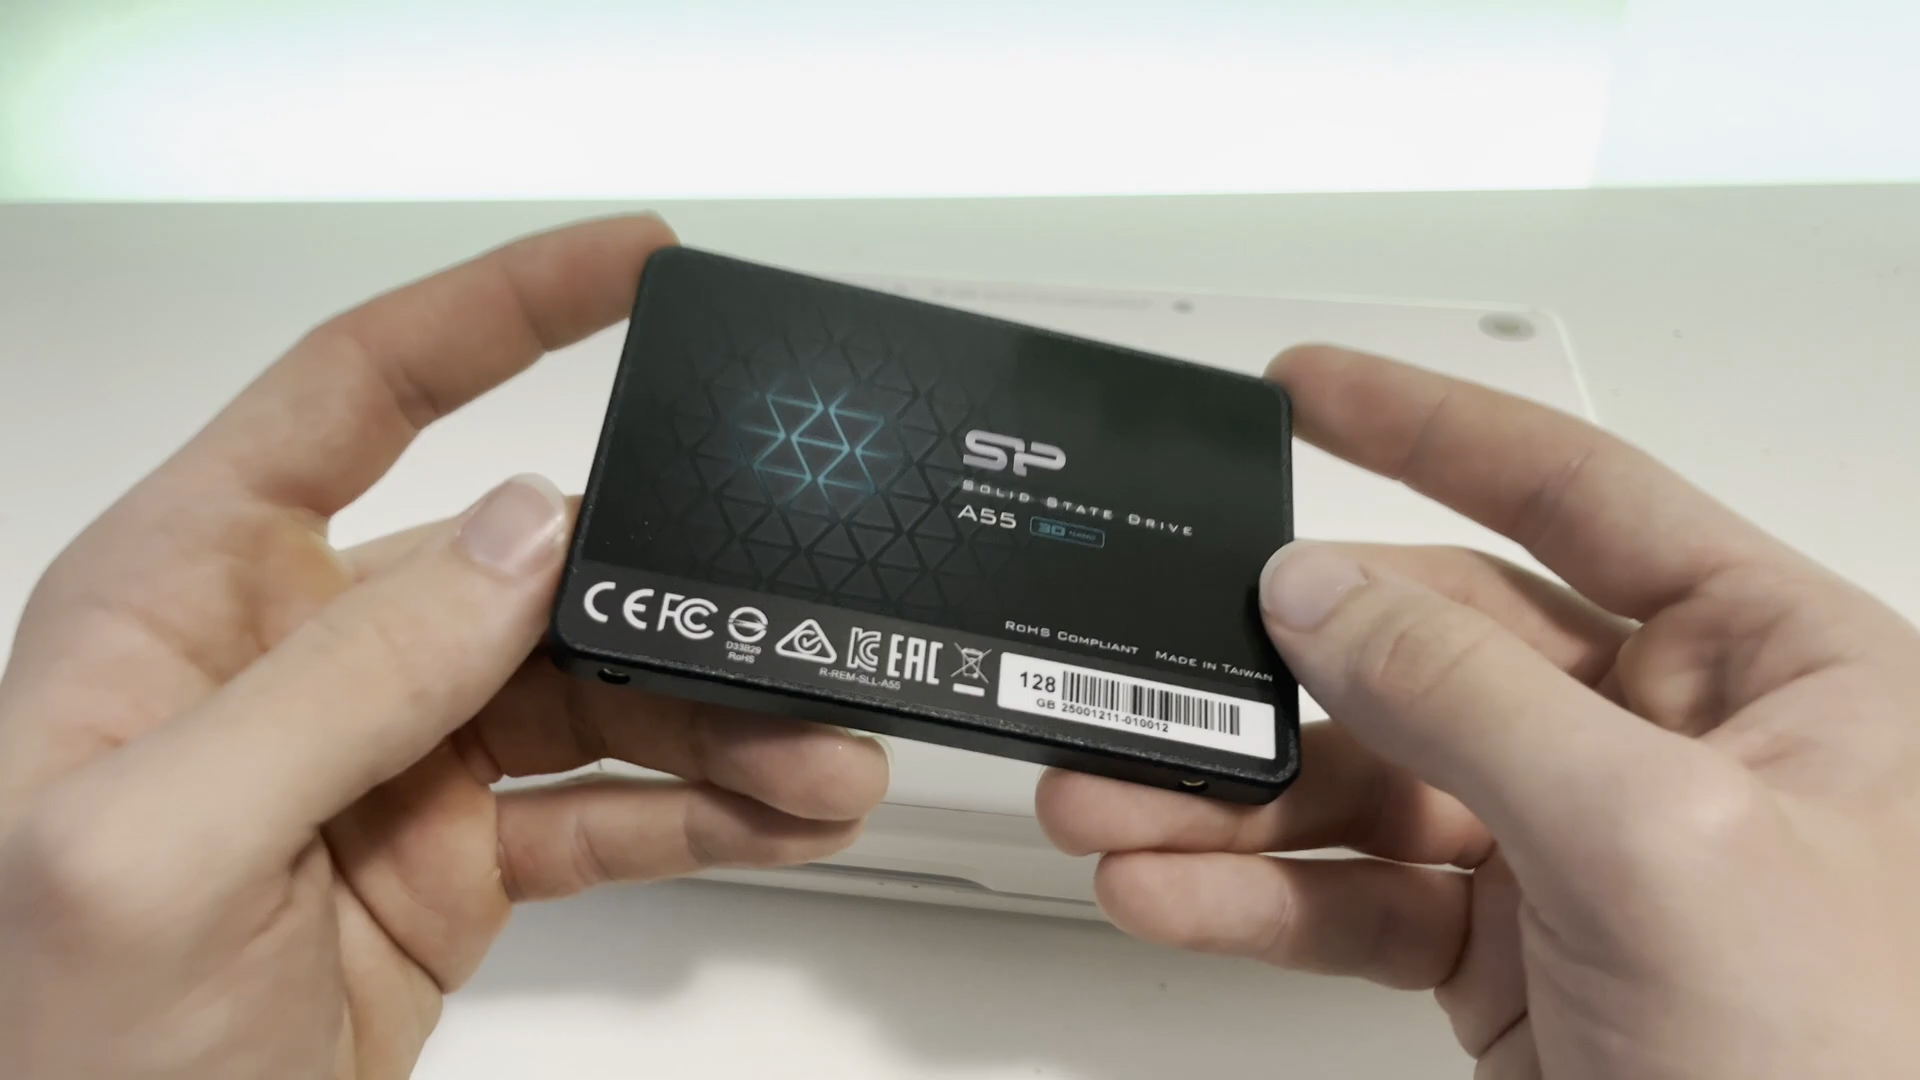 SP
SOLID STATE DRIVE
A55 3D NAND
RoHS COMPLIANT MADE IN TAIWAN
CE FC D33B29 RoHS KC EAC
R-REM-SLL-A55
128
GB 25001211-010012